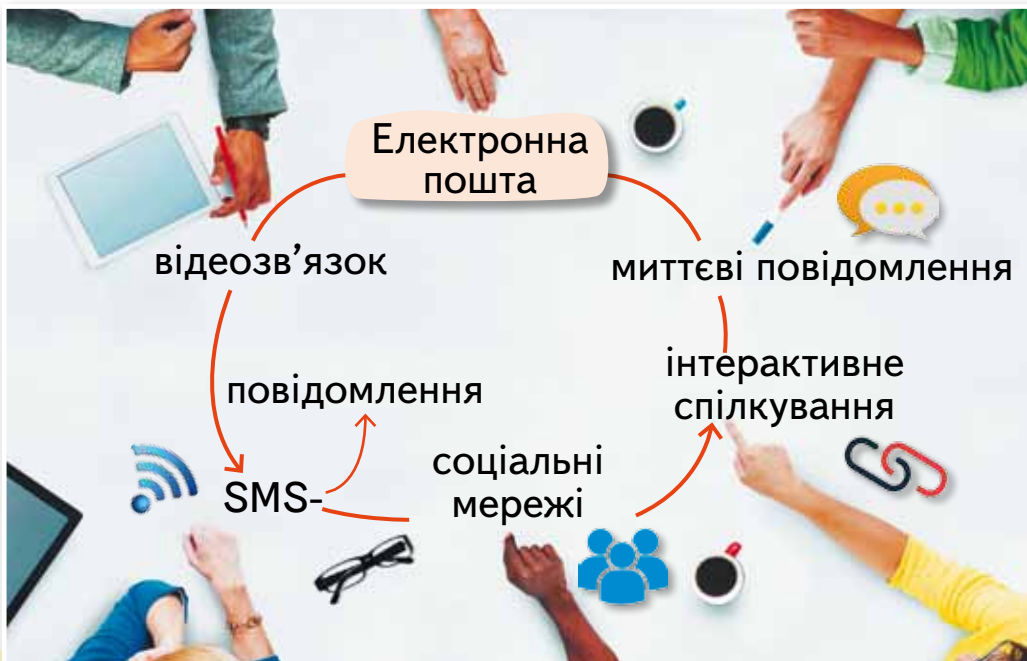 Електронна
пошта
відеозв’язок
миттєві повідомлення
повідомлення
інтерактивне
спілкування
SMS-
соціальні
мережі